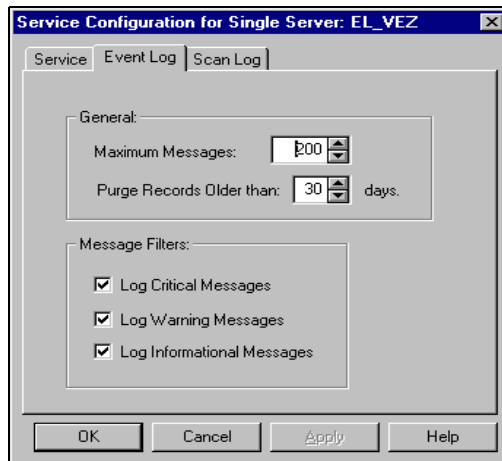 Service Configuration for Single Server: EL_VEZ
Service Event Log Scan Log
General:
Maximum Messages: 200
Purge Records Older than: 30 days.
Message Filters:
Log Critical Messages
Log Warning Messages
Log Informational Messages
OK Cancel Apply Help